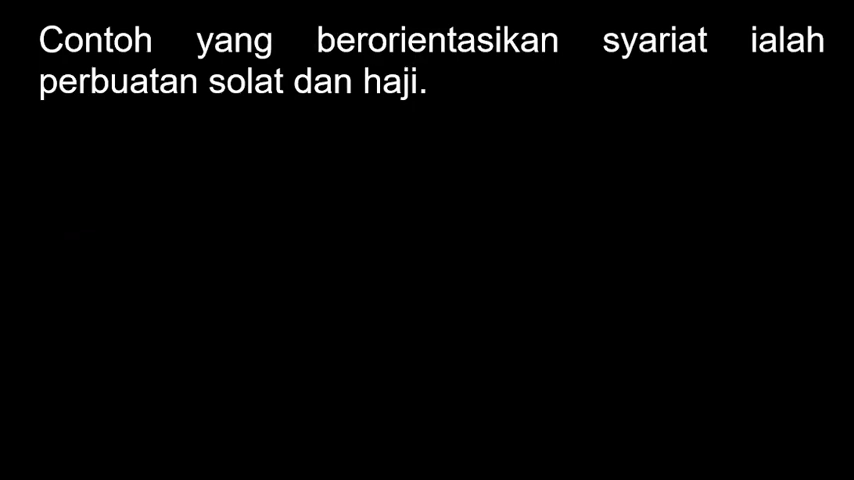 Contoh yang berorientasikan syariat ialah
perbuatan solat dan haji.